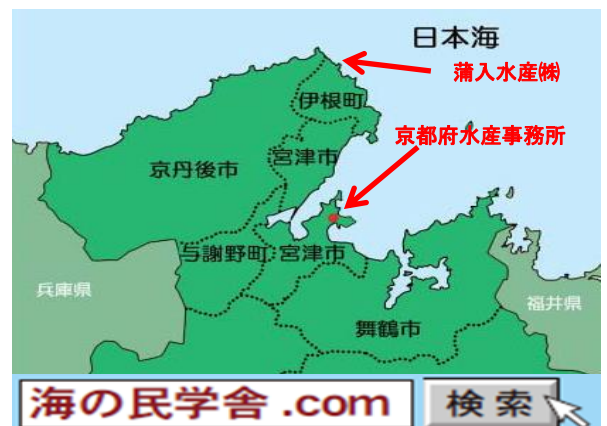 日本海
蒲入水産㈱
伊根町
京都府水産事務所
宮津市
京丹後市
与謝野町
宮津市
兵庫県
福井県
舞鶴市
海の民学舎.com
検索